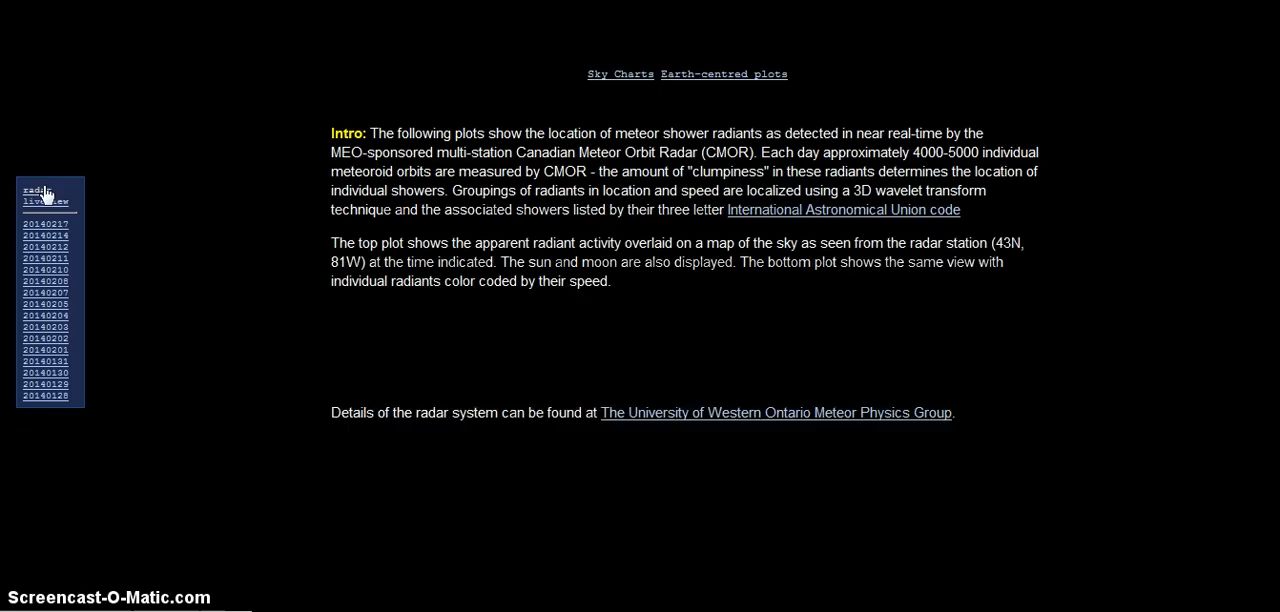 Sky Charts Earth-centred plots
Intro: The following plots show the location of meteor shower radiants as detected in near real-time by the
MEO-sponsored multi-station Canadian Meteor Orbit Radar (CMOR). Each day approximately 4000-5000 individual
meteoroid orbits are measured by CMOR - the amount of "clumpiness" in these radiants determines the location of
individual showers. Groupings of radiants in location and speed are localized using a 3D wavelet transform
technique and the associated showers listed by their three letter International Astronomical Union code
The top plot shows the apparent radiant activity overlaid on a map of the sky as seen from the radar station (43N,
81W) at the time indicated. The sun and moon are also displayed. The bottom plot shows the same view with
individual radiants color coded by their speed.
Details of the radar system can be found at The University of Western Ontario Meteor Physics Group.
radar
20140217
20140214
20140212
20140211
20140210
20140208
20140207
20140205
20140204
20140203
20140202
20140201
20140131
20140130
20140129
20140128
Screencast-O-Matic.com